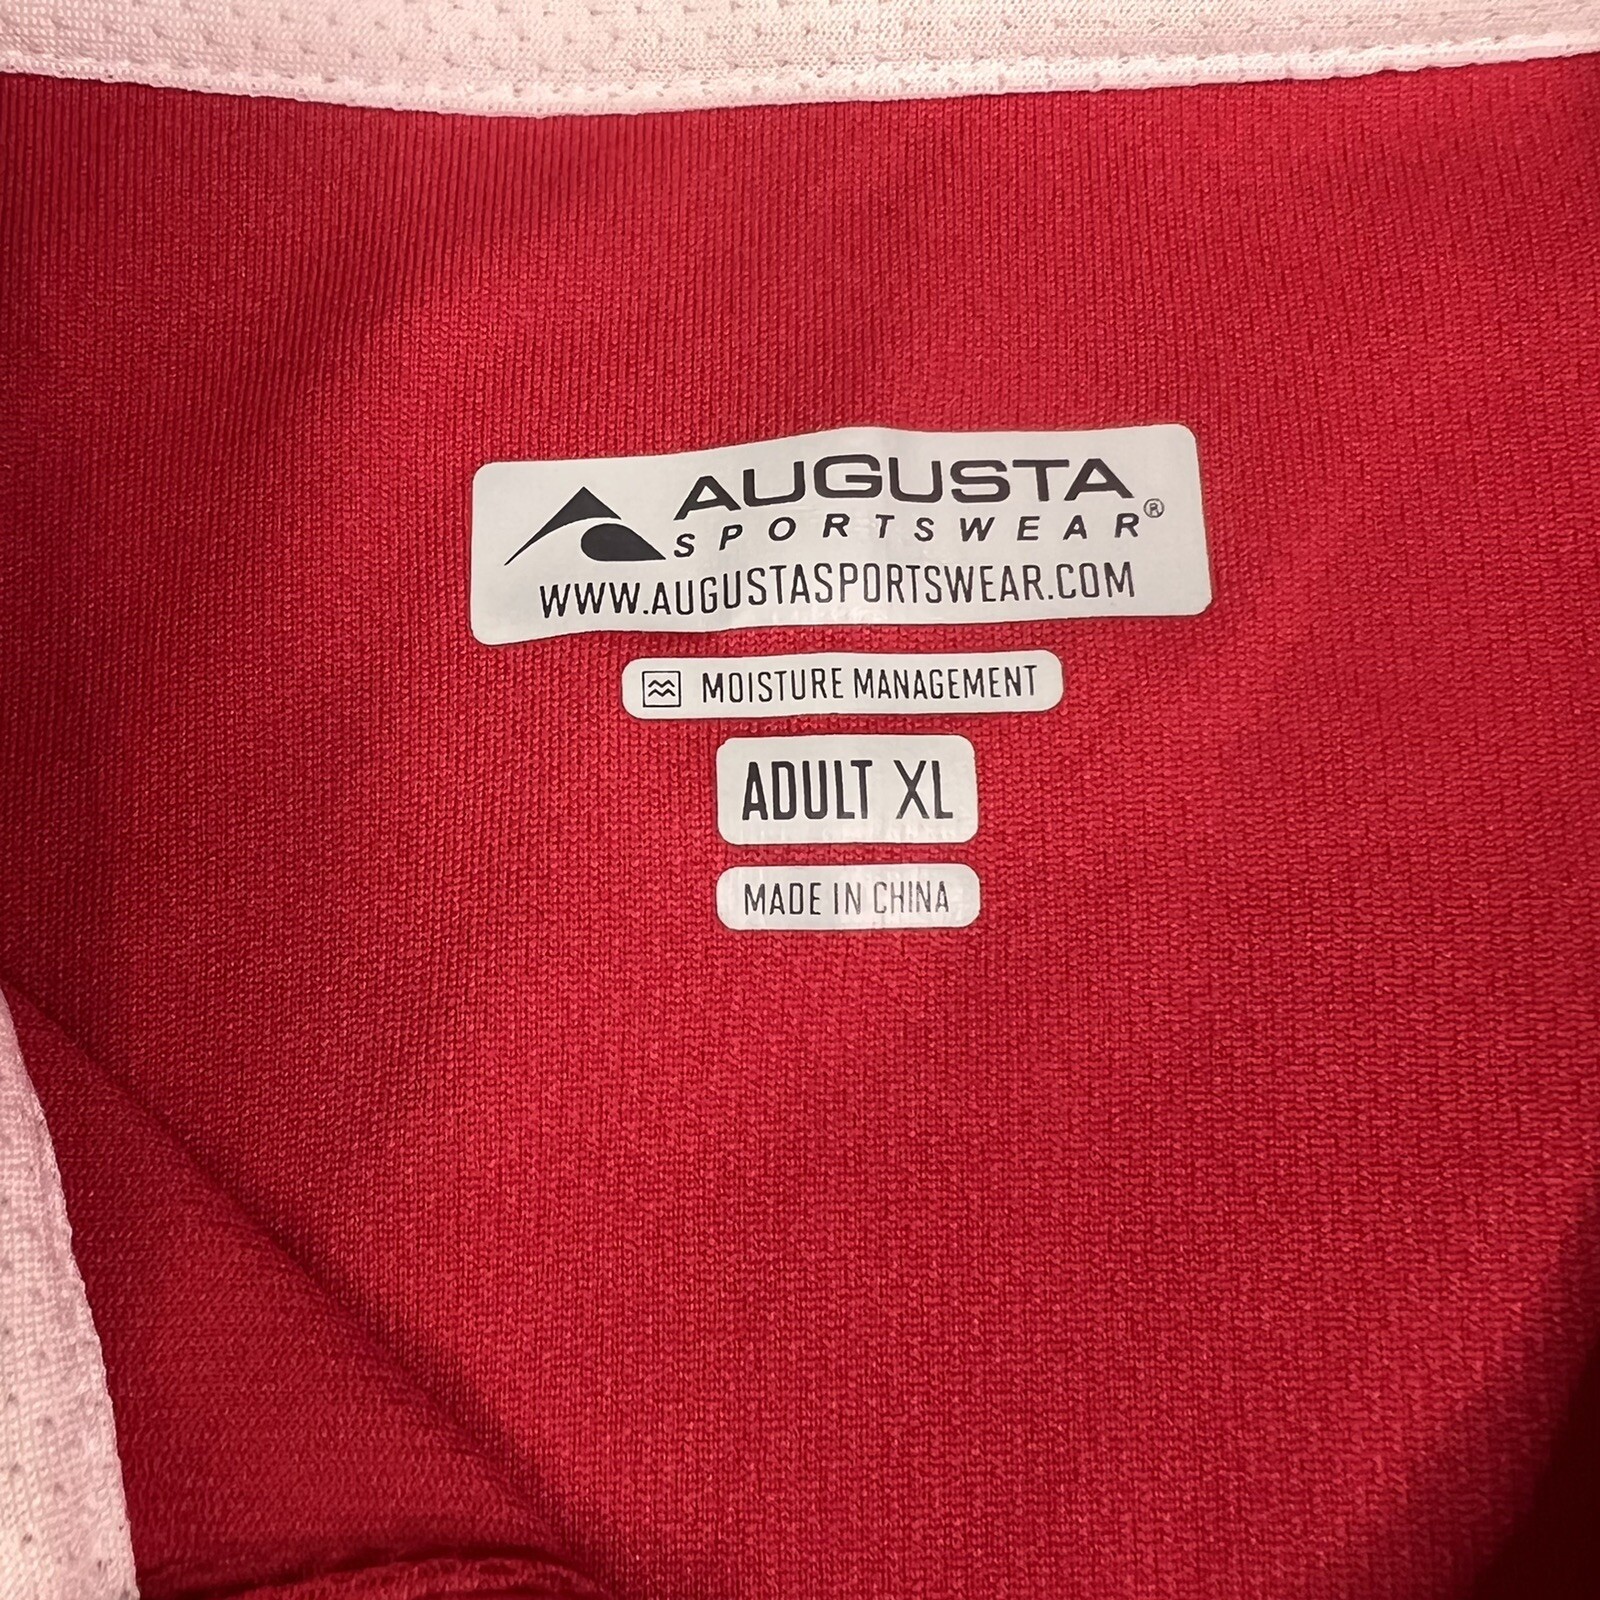 AUGUSTA
SPORTSWEAR®
WWW.AUGUSTASPORTSWEAR.COM
MOISTURE MANAGEMENT
ADULT XL
MADE IN CHINA